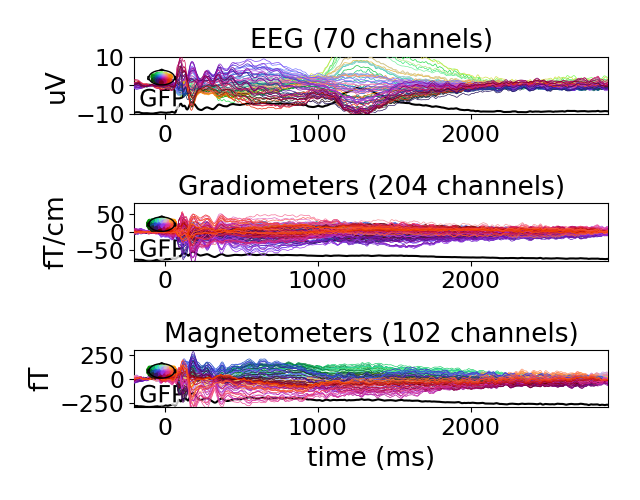 EEG (70 channels)
10
0
−10
uV
GFP
0 1000 2000
Gradiometers (204 channels)
50
0
−50
fT/cm
GFP
0 1000 2000
Magnetometers (102 channels)
250
0
−250
fT
GFP
0 1000 2000
time (ms)